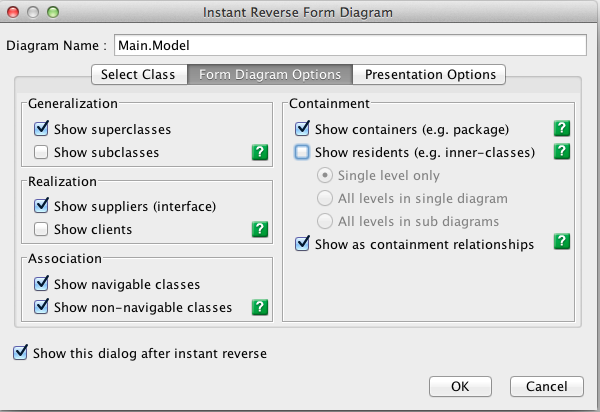 Instant Reverse Form Diagram
Diagram Name : Main.Model
Select Class Form Diagram Options Presentation Options
Generalization
Show superclasses
Show subclasses ?
Realization
Show suppliers (interface)
Show clients ?
Association
Show navigable classes
Show non-navigable classes ?
Containment
Show containers (e.g. package) ?
Show residents (e.g. inner-classes) ?
Single level only
All levels in single diagram
All levels in sub diagrams
Show as containment relationships ?
Show this dialog after instant reverse
OK Cancel